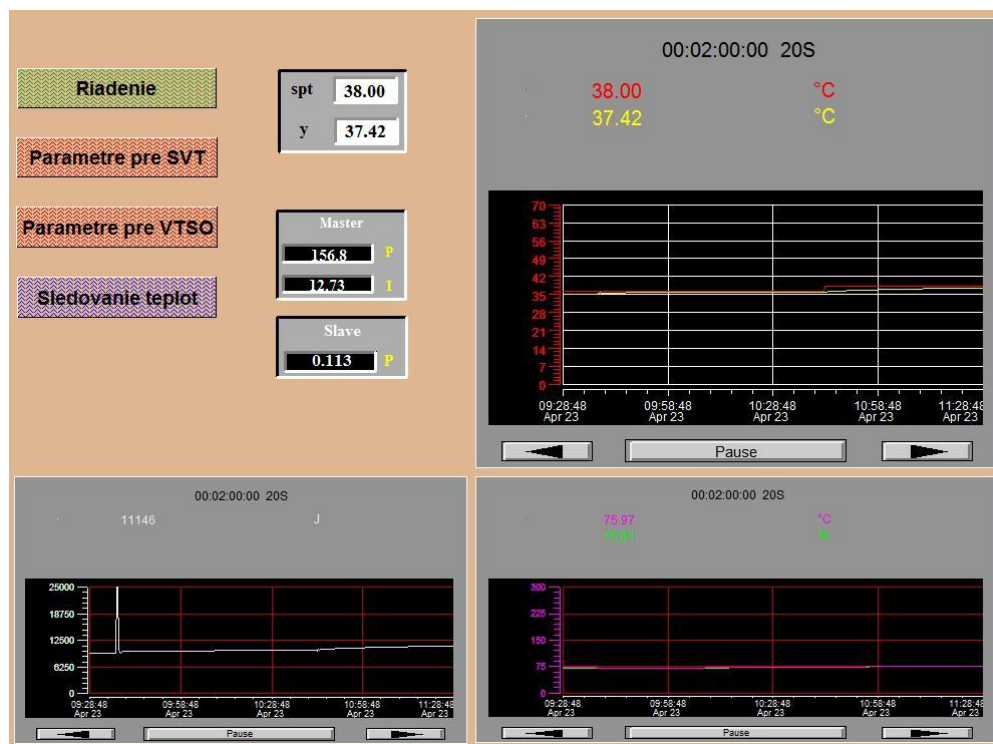 Riadenie
Parametre pre SVT
Parametre pre VTSO
Sledovanie teplot
spt 38.00
y 37.42
Master
156.8 P
12.73 I
Slave
0.113 P
00:02:00:00 20S
38.00 °C
37.42 °C
70
63
56
49
42
35
28
21
14
7
0
09:28:48 09:58:48 10:28:48 10:58:48 11:28:48
Apr 23 Apr 23 Apr 23 Apr 23 Apr 23
Pause
00:02:00:00 20S
11146 J
25000
18750
12500
6250
0
09:28:48 09:58:48 10:28:48 10:58:48 11:28:48
Apr 23 Apr 23 Apr 23 Apr 23 Apr 23
Pause
00:02:00:00 20S
75.97 °C
%
300
225
150
75
0
09:28:48 09:58:48 10:28:48 10:58:48 11:28:48
Apr 23 Apr 23 Apr 23 Apr 23 Apr 23
Pause